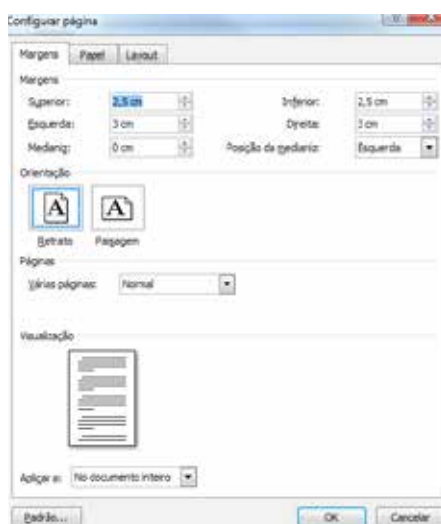 Configurar página
Margens Papel Layout
Margens
Superior: 2,5 cm Inferior: 2,5 cm
Esquerda: 3 cm Direita: 3 cm
Medianiz: 0 cm Posição da medianiz: Esquerda
Orientação
A A
Retrato Paisagem
Páginas
Várias páginas: Normal
Visualização
Aplicar a: No documento inteiro
Padrão... OK Cancelar